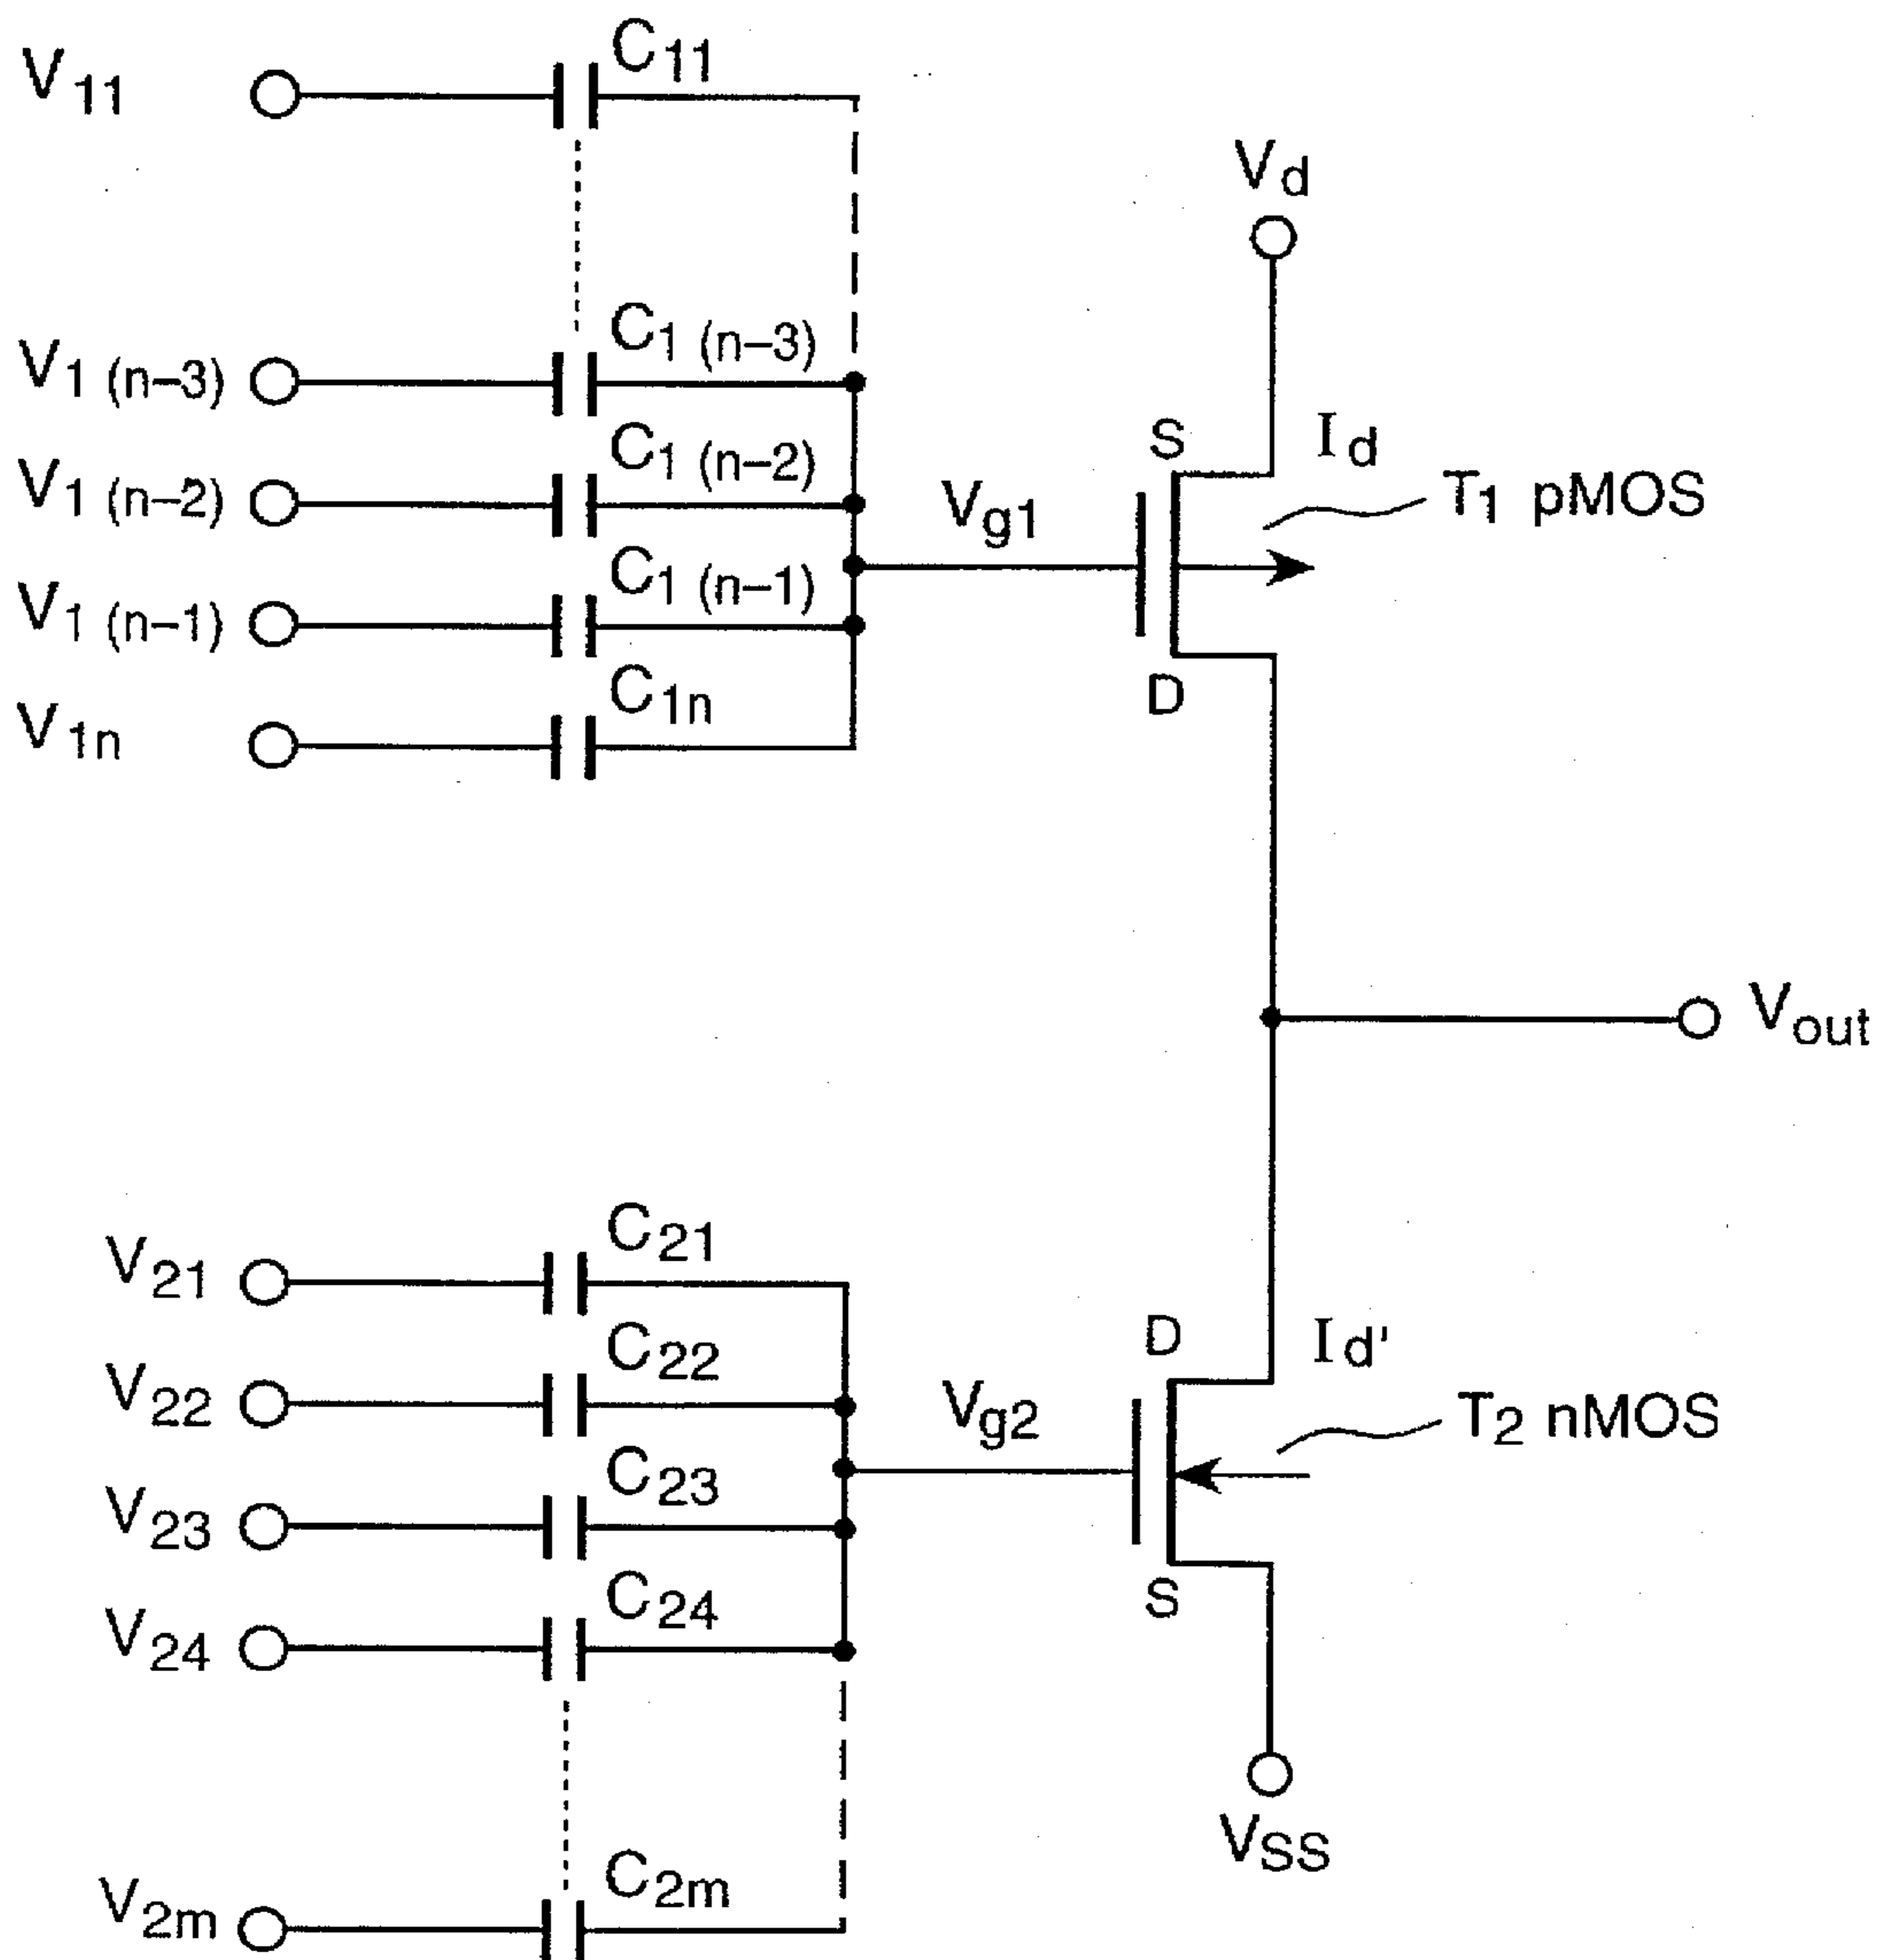 V11
C11
Vd
V1 (n-3)
C1 (n-3)
V1 (n-2)
C1 (n-2)
V1 (n-1)
C1 (n-1)
V1n
C1n
Vg1
S
Id
T1 pMOS
D
Vout
V21
C21
V22
C22
V23
C23
V24
C24
V2m
C2m
Vg2
D
Id'
T2 nMOS
S
VSS